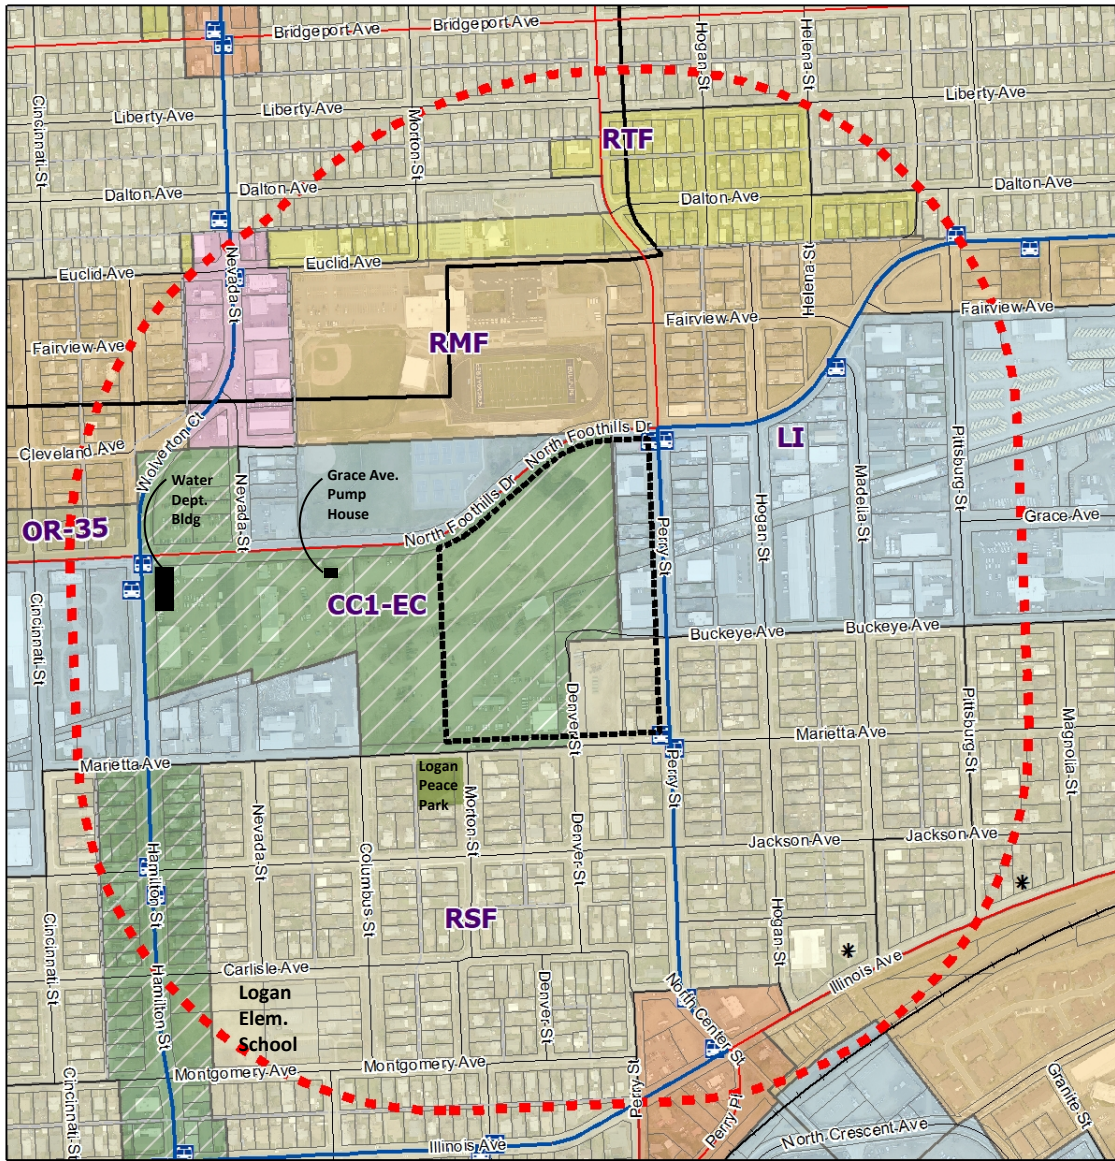 Bridgeport Ave
Bridgeport Ave
Hogan St
Helena St
Cincinnati St
Liberty Ave
Liberty Ave
Liberty Ave
Morton St
RTF
Dalton Ave
Dalton Ave
Dalton Ave
Dalton Ave
Euclid Ave
Euclid Ave
Nevada St
Helena St
Fairview Ave
Fairview Ave
Fairview Ave
RMF
Cleveland Ave
Wolverton Ct
North Foothills Dr
LI
Water
Dept.
Bldg
Nevada St
Grace Ave.
Pump
House
North Foothills Dr
Perry St
Hogan St
Madelia St
Pittsburg St
Grace Ave
OR-35
CC1-EC
Cincinnati St
Buckeye Ave
Buckeye Ave
Denver St
Pittsburg St
Magnolia St
Marietta Ave
Marietta Ave
Logan
Peace
Park
Perry St
Nevada St
Morton St
Denver St
Jackson Ave
Jackson Ave
Hamilton St
Columbus St
RSF
Hogan St
Cincinnati St
Carlisle Ave
Hamilton St
Logan
Elem.
School
Denver St
North Center St
Illinois Ave
Montgomery Ave
Montgomery Ave
Cincinnati St
Perry St
Perry Pl
Granite St
Illinois Ave
North Crescent Ave